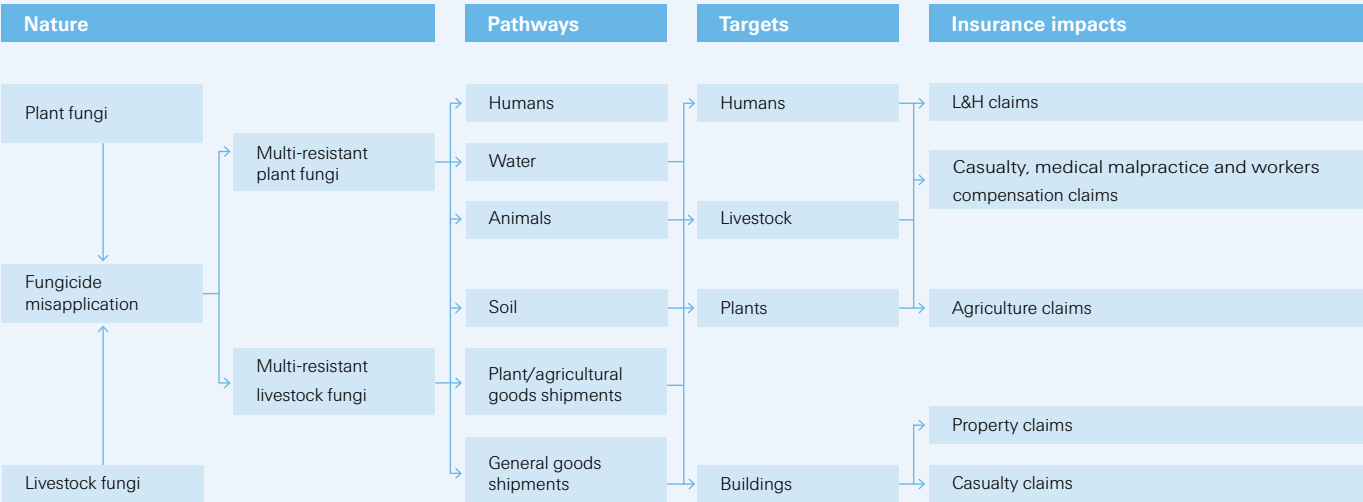 Nature
Pathways
Targets
Insurance impacts
Plant fungi
Fungicide
misapplication
Livestock fungi
Multi-resistant
plant fungi
Multi-resistant
livestock fungi
Humans
Water
Animals
Soil
Plant/agricultural
goods shipments
General goods
shipments
Humans
Livestock
Plants
Buildings
L&H claims
Casualty, medical malpractice and workers
compensation claims
Agriculture claims
Property claims
Casualty claims